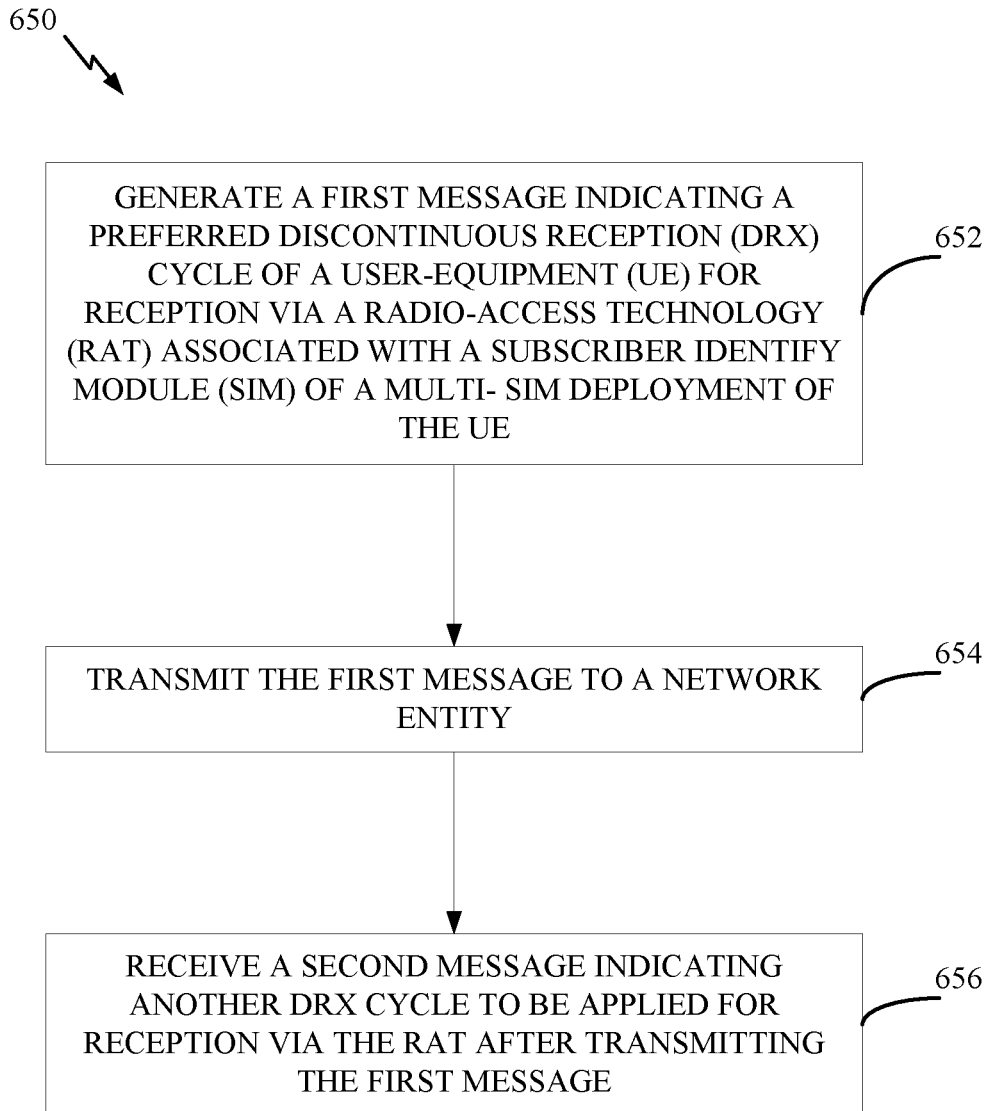 650
GENERATE A FIRST MESSAGE INDICATING A
PREFERRED DISCONTINUOUS RECEPTION (DRX)
CYCLE OF A USER-EQUIPMENT (UE) FOR
RECEPTION VIA A RADIO-ACCESS TECHNOLOGY
(RAT) ASSOCIATED WITH A SUBSCRIBER IDENTIFY
MODULE (SIM) OF A MULTI- SIM DEPLOYMENT OF
THE UE
652
TRANSMIT THE FIRST MESSAGE TO A NETWORK
ENTITY
654
RECEIVE A SECOND MESSAGE INDICATING
ANOTHER DRX CYCLE TO BE APPLIED FOR
RECEPTION VIA THE RAT AFTER TRANSMITTING
THE FIRST MESSAGE
656